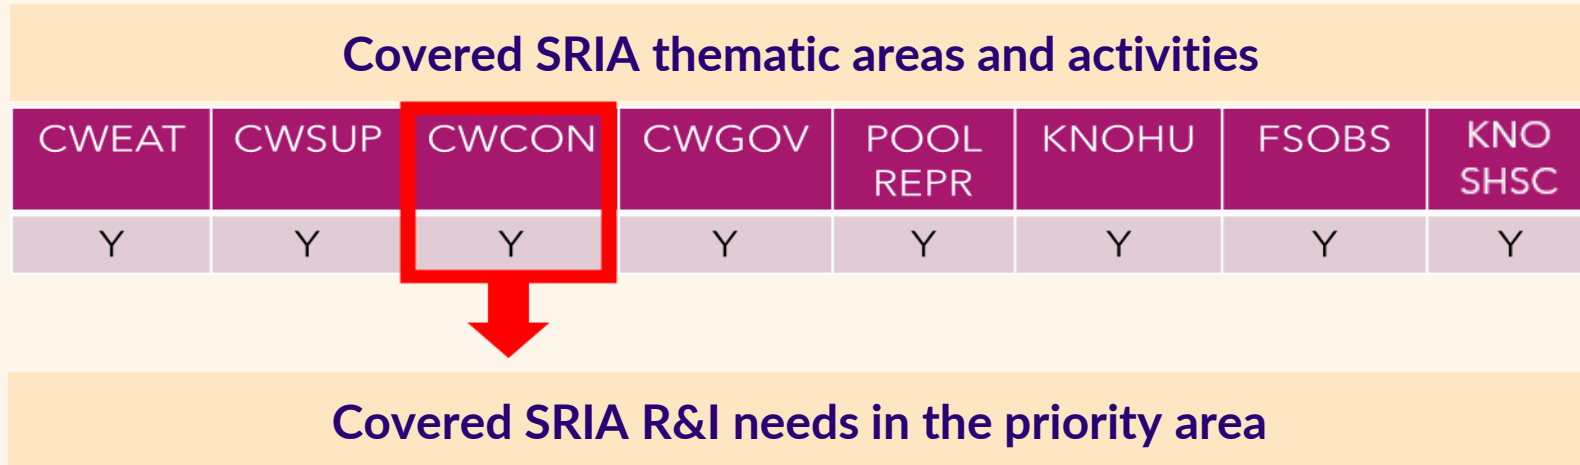 Covered SRIA thematic areas and activities
CWEAT CWSUP CWCON CWGOV POOL REPR KNOHU FSOBS KNO SHSC
Y Y Y Y Y Y Y Y
Covered SRIA R&I needs in the priority area